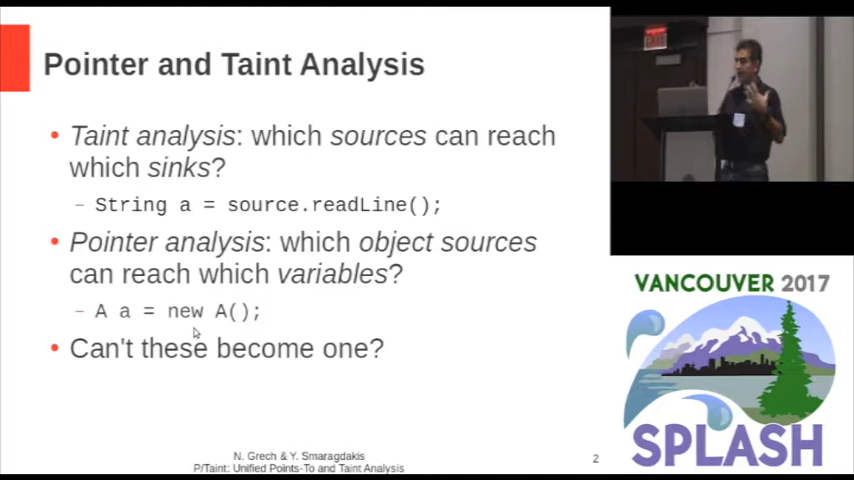 Pointer and Taint Analysis
• Taint analysis: which sources can reach
which sinks?
– String a = source.readLine();
• Pointer analysis: which object sources
can reach which variables?
– A a = new A();
• Can't these become one?
N. Grech & Y. Smaragdakis
P/Taint: Unified Points-To and Taint Analysis
2
EXIT
VANCOUVER 2017
SPLASH